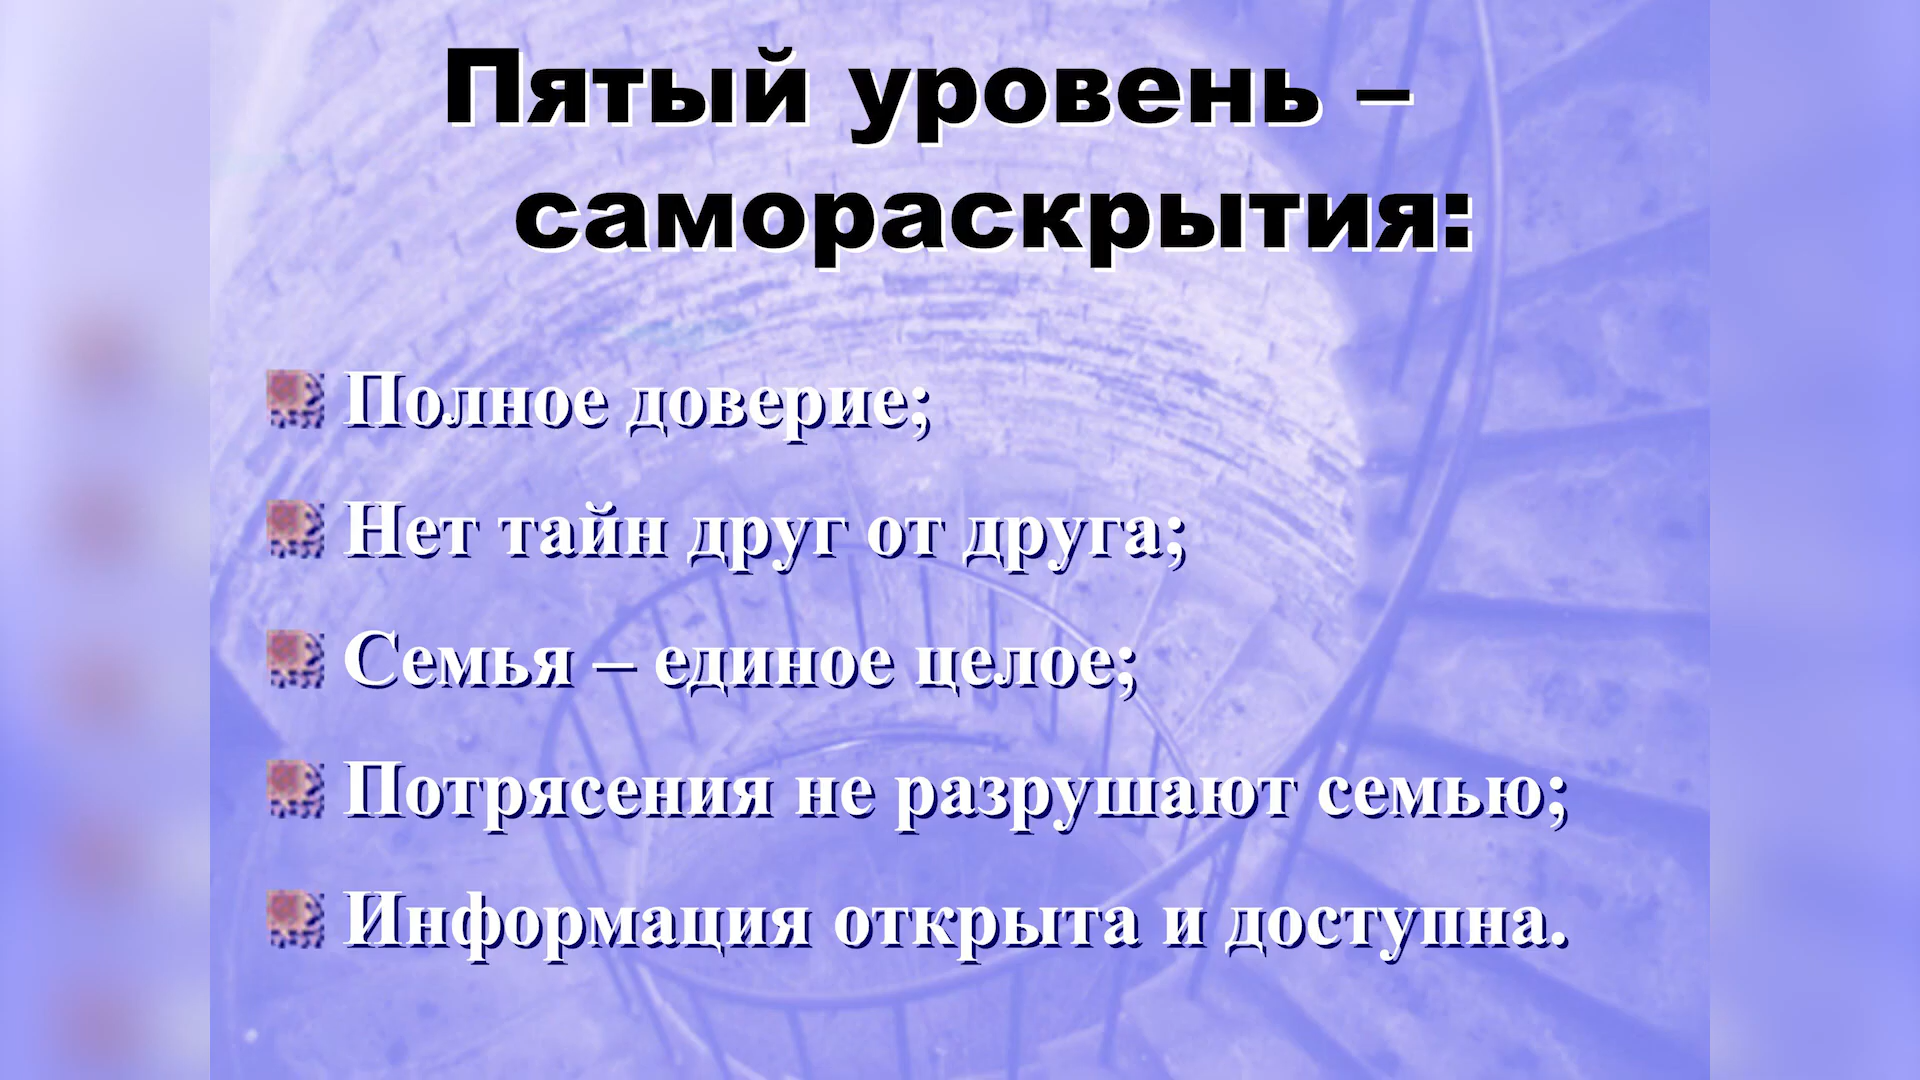 Пятый уровень –
самораскрытия:
Полное доверие;
Нет тайн друг от друга;
Семья – единое целое;
Потрясения не разрушают семью;
Информация открыта и доступна.